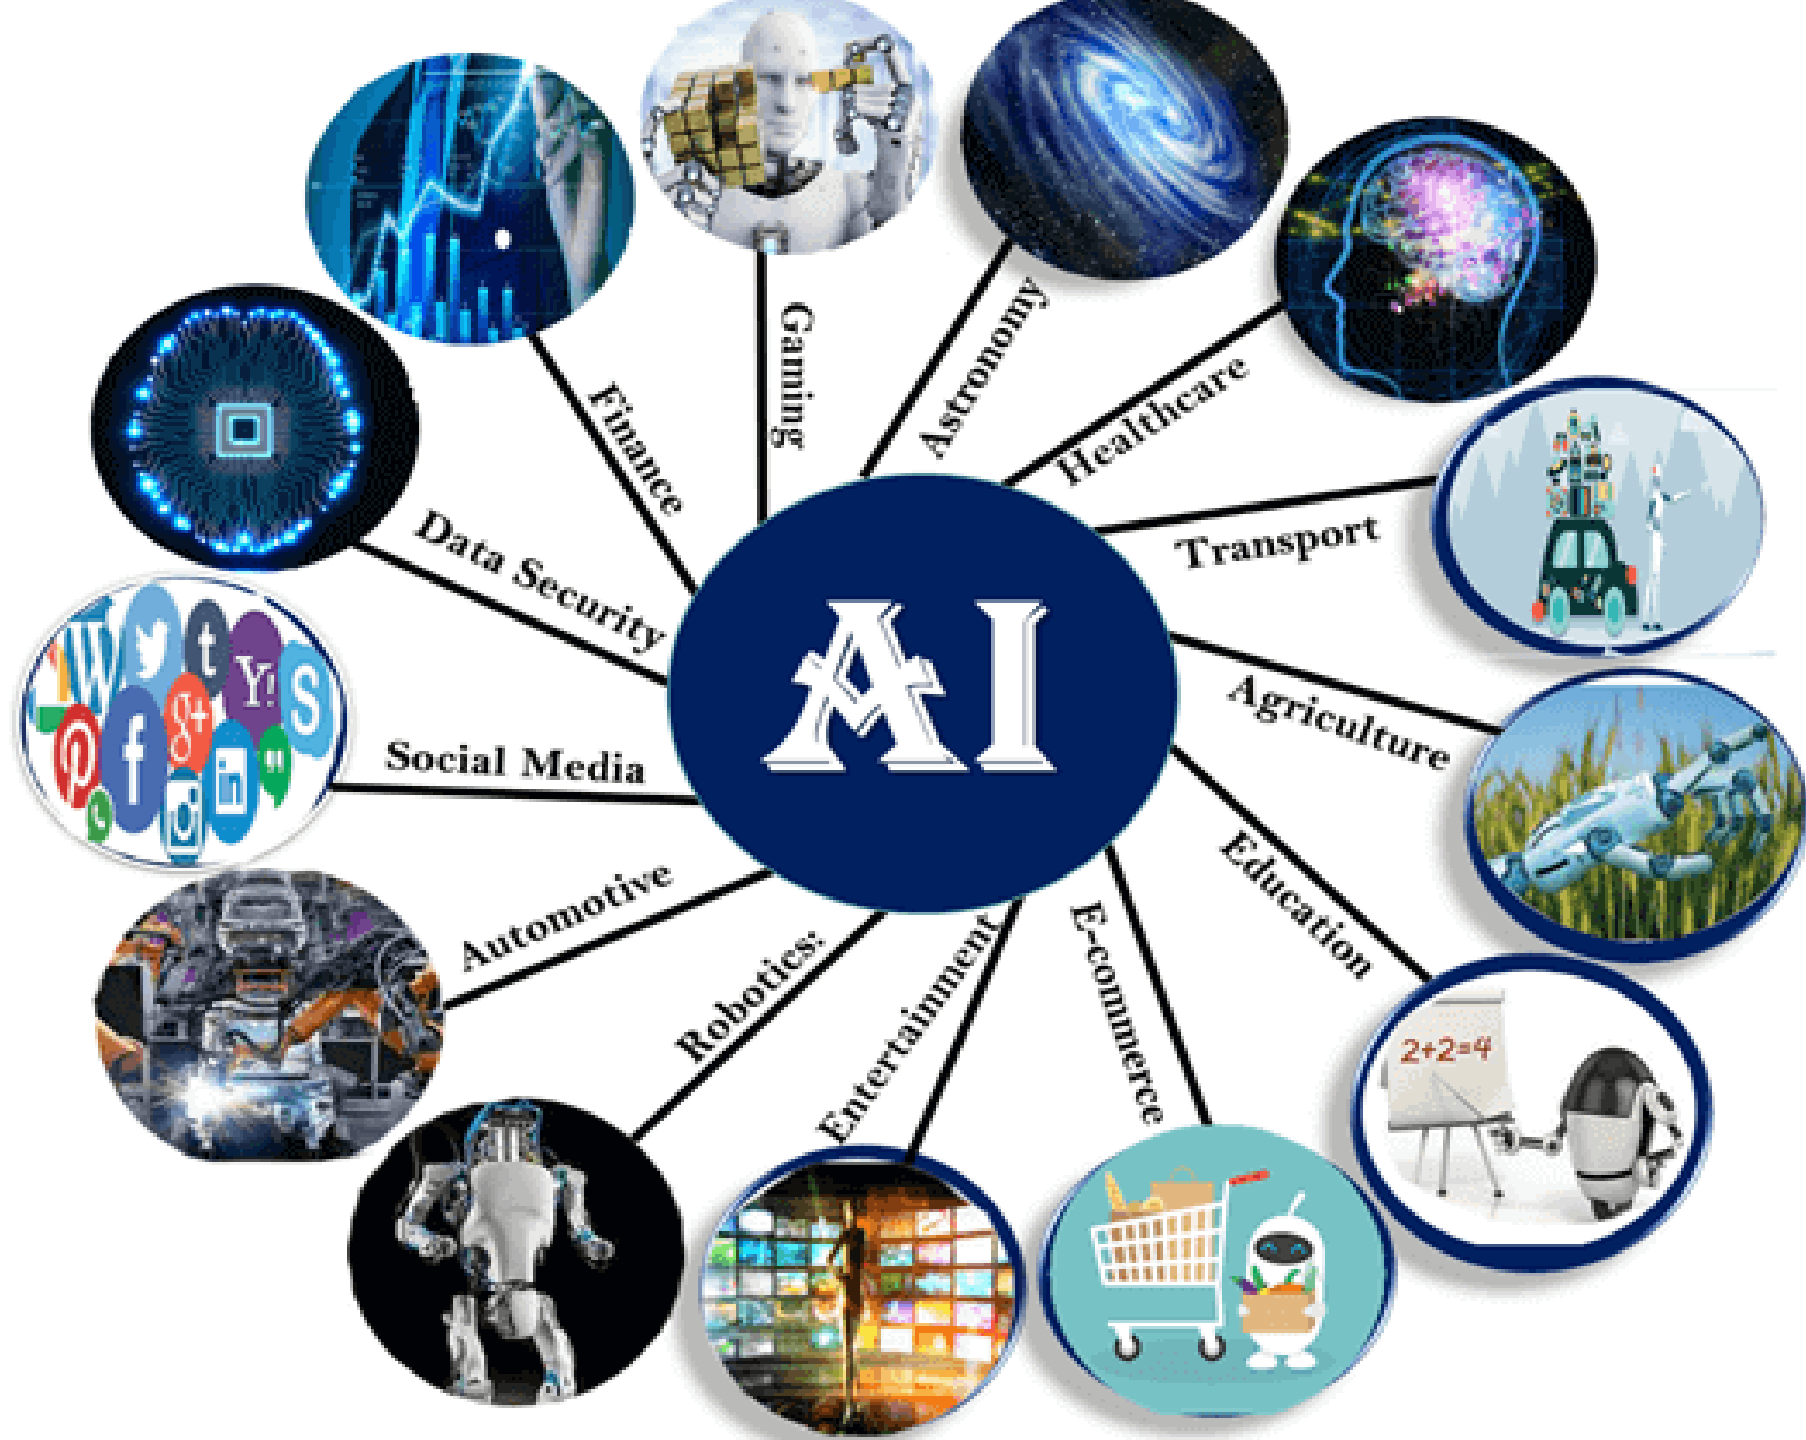 Gaming
Astronomy
Healthcare
Finance
Transport
Data Security
AI
Agriculture
Social Media
Education
Automotive
Robotics:
Entertainment
E-commerce
2+2=4
W
t
Y!
S
g+
f
in